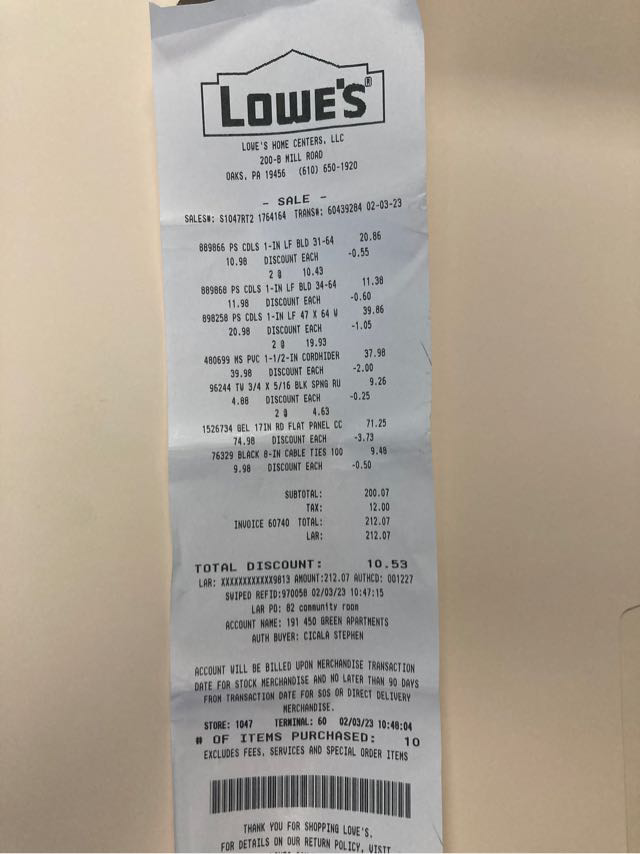 LOWE'S®
LOWE'S HOME CENTERS, LLC
200-B MILL ROAD
OAKS, PA 19456 (610) 650-1920
- SALE -
SALES#: S1047RT2 1764164 TRANS#: 60439284 02-03-23
889866 PS CDLS 1-IN LF BLD 31-64 20.86
10.98 DISCOUNT EACH -0.55
2 @ 10.43
889868 PS CDLS 1-IN LF BLD 34-64 11.38
11.98 DISCOUNT EACH -0.60
898258 PS CDLS 1-IN LF 47 X 64 W 39.86
20.98 DISCOUNT EACH -1.05
2 @ 19.93
480699 MS PVC 1-1/2-IN CORDHIDER 37.98
39.98 DISCOUNT EACH -2.00
96244 TW 3/4 X 5/16 BLK SPNG RU 9.26
4.88 DISCOUNT EACH -0.25
2 @ 4.63
1526734 GEL 17IN RD FLAT PANEL CC 71.25
74.98 DISCOUNT EACH -3.73
76329 BLACK 8-IN CABLE TIES 100 9.48
9.98 DISCOUNT EACH -0.50
SUBTOTAL: 200.07
TAX: 12.00
INVOICE 60740 TOTAL: 212.07
LAR: 212.07
TOTAL DISCOUNT: 10.53
LAR: XXXXXXXXXXXX9813 AMOUNT:212.07 AUTHCD: 001227
SWIPED REFID:970058 02/03/23 10:47:15
LAR PO: 82 community room
ACCOUNT NAME: 191 450 GREEN APARTMENTS
AUTH BUYER: CICALA STEPHEN
ACCOUNT WILL BE BILLED UPON MERCHANDISE TRANSACTION
DATE FOR STOCK MERCHANDISE AND NO LATER THAN 90 DAYS
FROM TRANSACTION DATE FOR SOS OR DIRECT DELIVERY
MERCHANDISE.
STORE: 1047 TERMINAL: 60 02/03/23 10:48:04
# OF ITEMS PURCHASED: 10
EXCLUDES FEES, SERVICES AND SPECIAL ORDER ITEMS
THANK YOU FOR SHOPPING LOWE'S.
FOR DETAILS ON OUR RETURN POLICY, VISIT